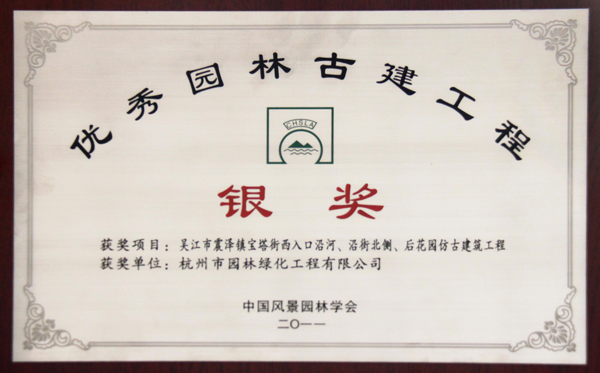 优秀园林古建工程
CHSLA
银奖
获奖项目：吴江市震泽镇宝塔街西入口沿河、沿街北侧、后花园仿古建筑工程
获奖单位：杭州市园林绿化工程有限公司
中国风景园林学会
二〇一一